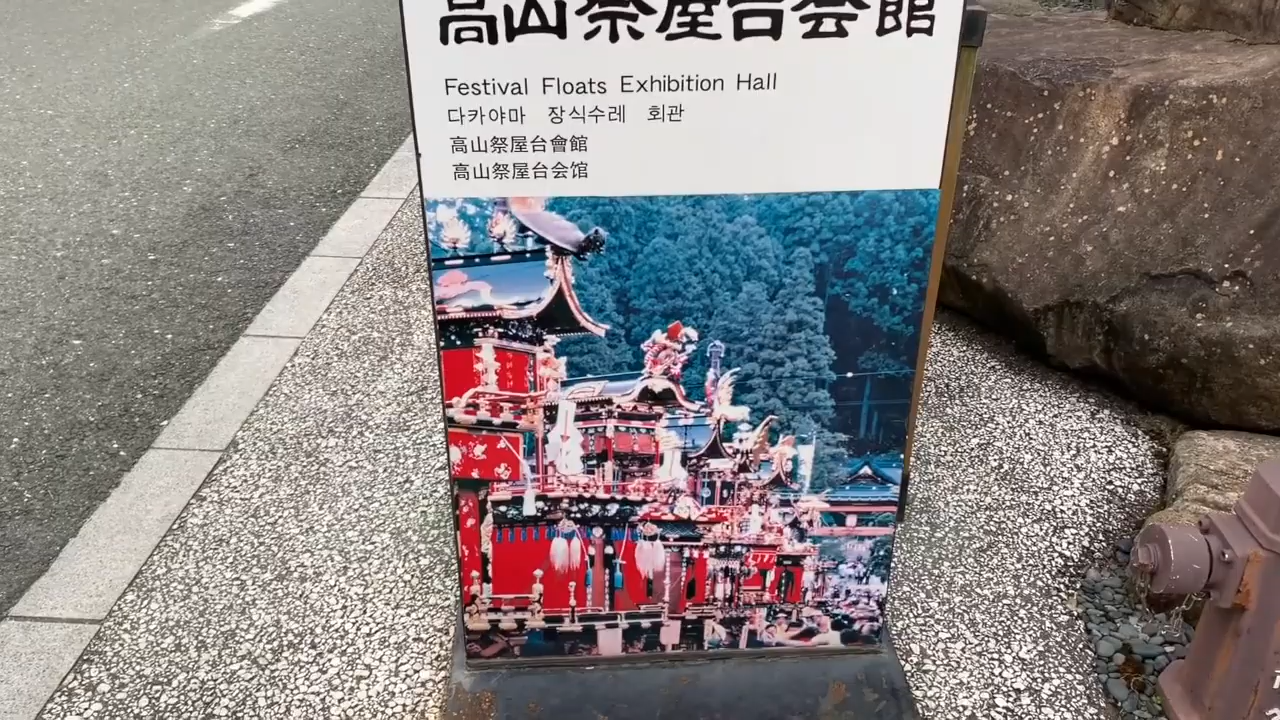 高山祭屋台会館
Festival Floats Exhibition Hall
다카야마 장식수레 회관
高山祭屋台會館
高山祭屋台会馆